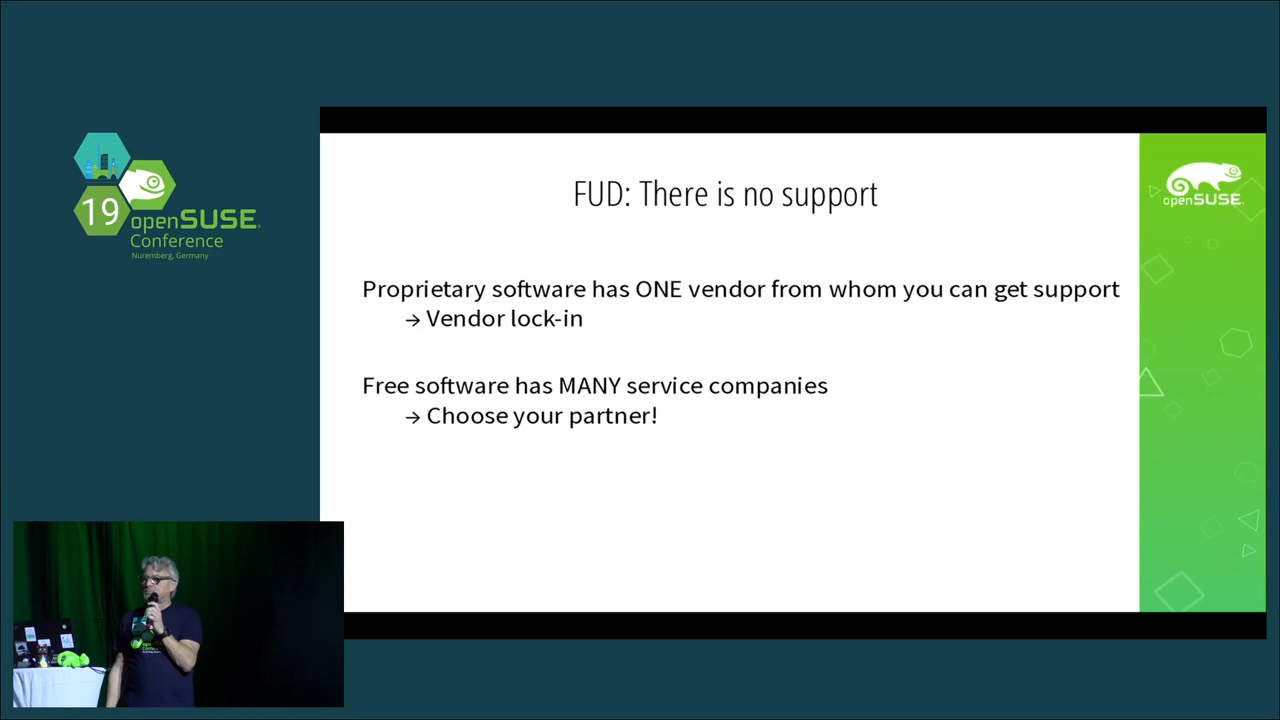 19
openSUSE
Conference
Nuremberg, Germany
FUD: There is no support
Proprietary software has ONE vendor from whom you can get support
→ Vendor lock-in
Free software has MANY service companies
→ Choose your partner!
openSUSE